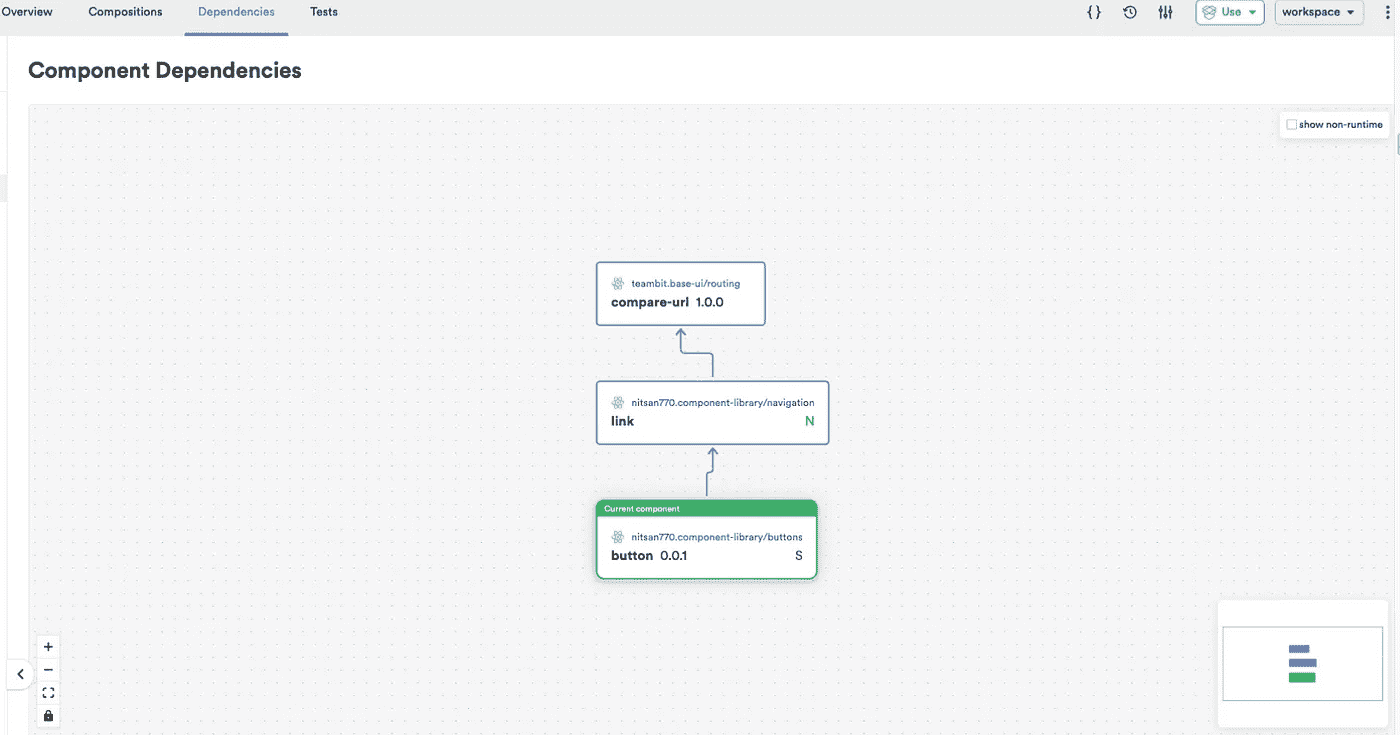 Overview Compositions Dependencies Tests { } Use workspace
Component Dependencies
show non-runtime
teambit.base-ui/routing
compare-url 1.0.0
nitsan770.component-library/navigation
link N
Current component
nitsan770.component-library/buttons
button 0.0.1 S